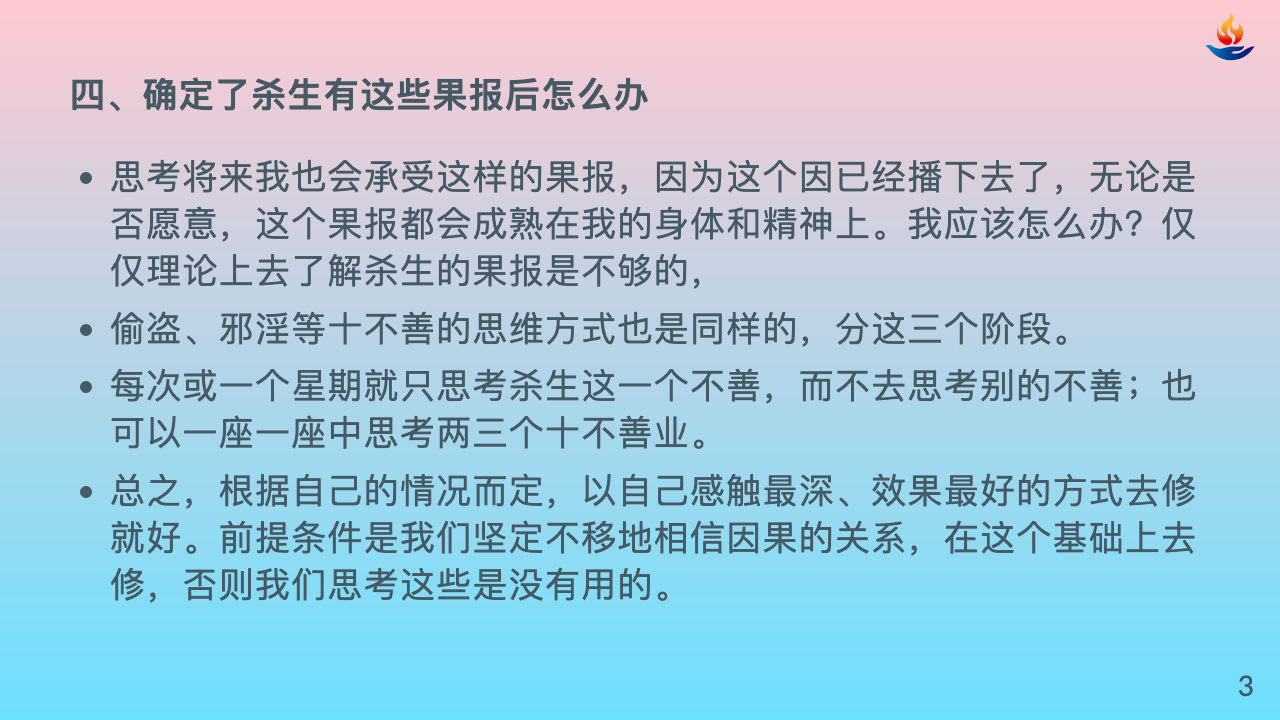 四、确定了杀生有这些果报后怎么办
• 思考将来我也会承受这样的果报，因为这个因已经播下去了，无论是
否愿意，这个果报都会成熟在我的身体和精神上。我应该怎么办？仅
仅理论上去了解杀生的果报是不够的，
• 偷盗、邪淫等十不善的思维方式也是同样的，分这三个阶段。
• 每次或一个星期就只思考杀生这一个不善，而不去思考别的不善；也
可以一座一座中思考两三个十不善业。
• 总之，根据自己的情况而定，以自己感触最深、效果最好的方式去修
就好。前提条件是我们坚定不移地相信因果的关系，在这个基础上去
修，否则我们思考这些是没有用的。
3